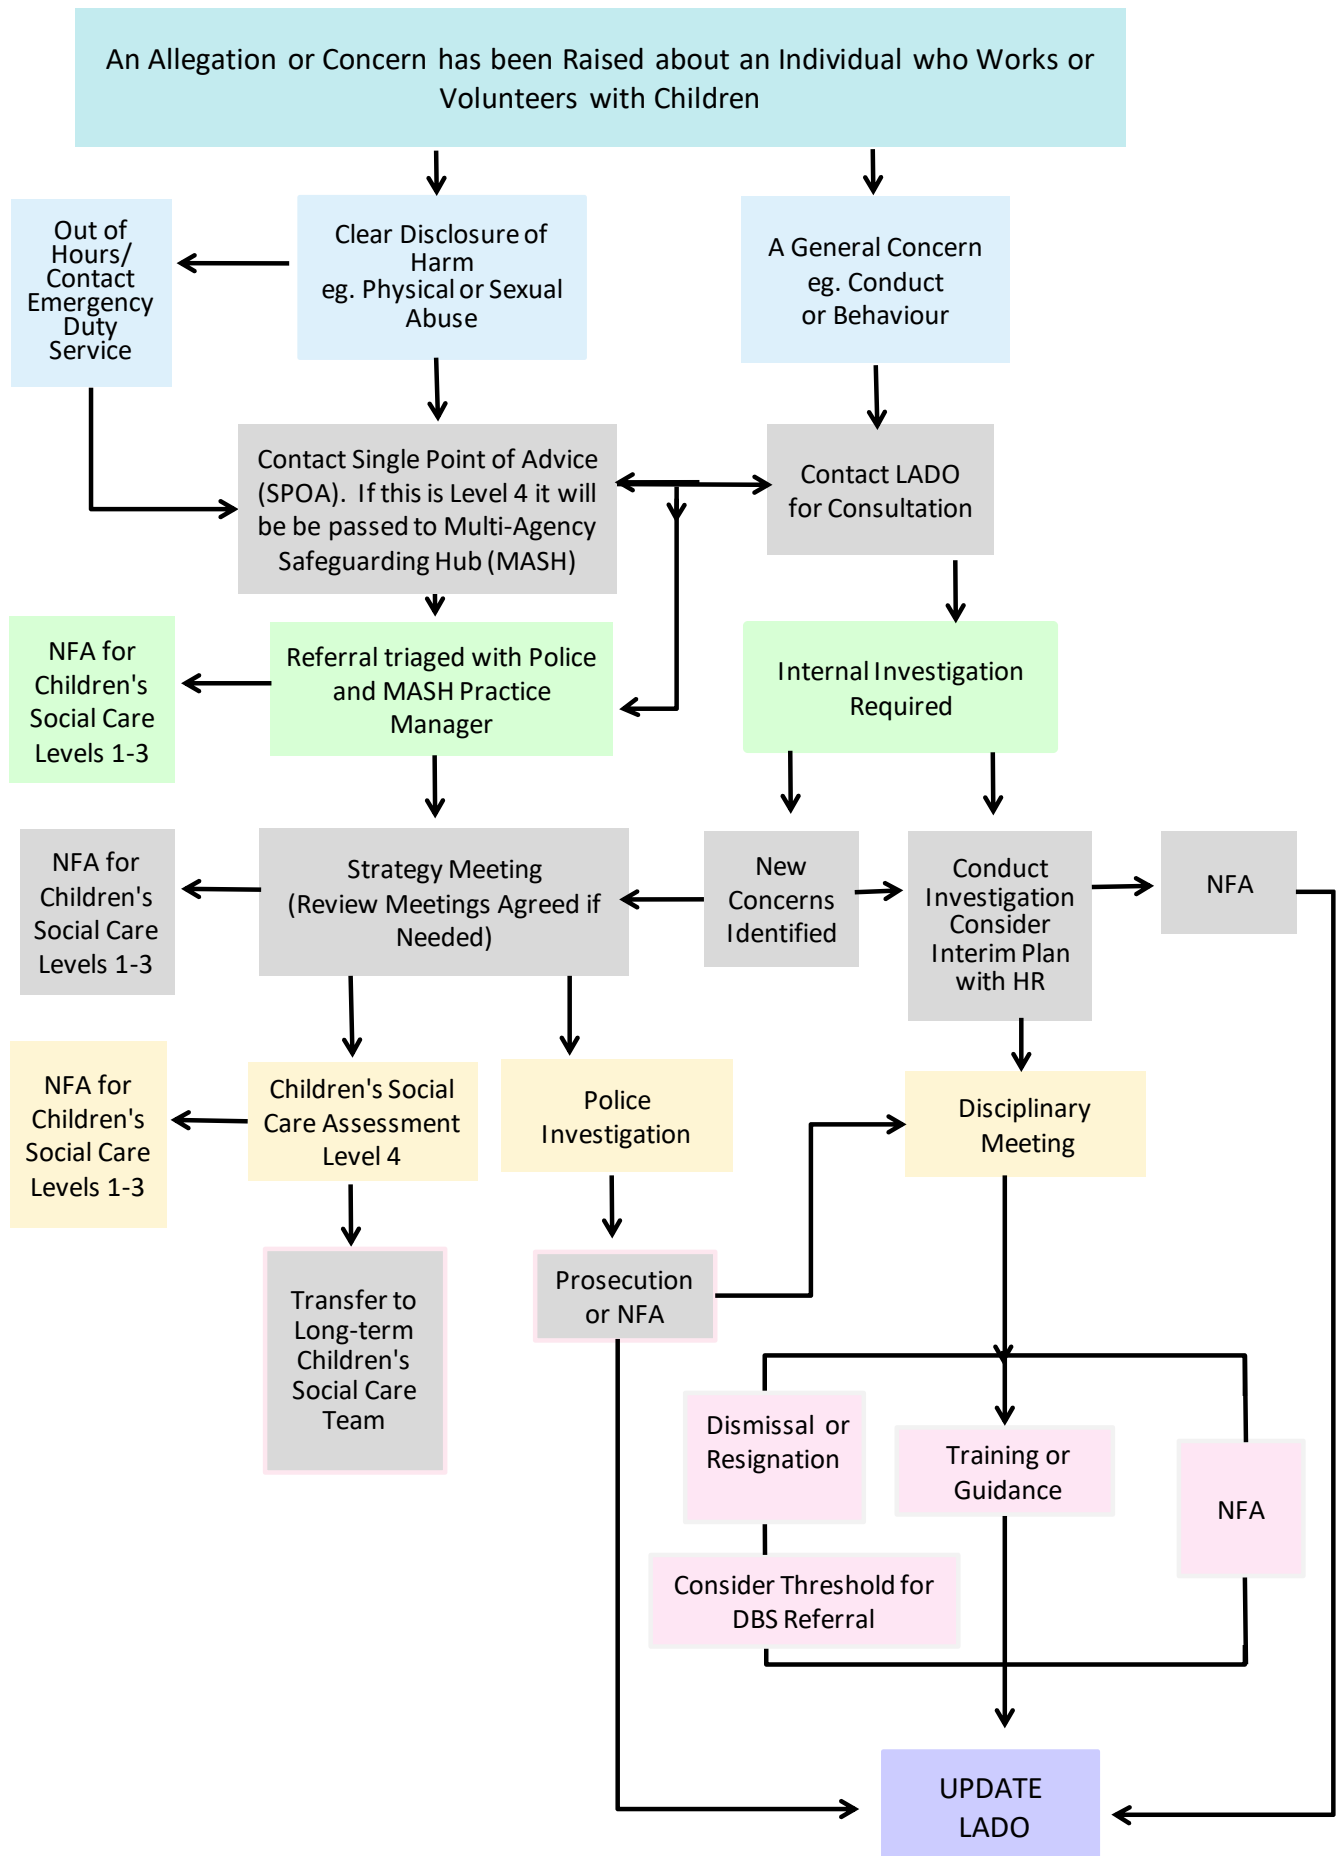 An Allegation or Concern has been Raised about an Individual who Works or
Volunteers with Children
Out of
Hours/
Contact
Emergency
Duty
Service
Clear Disclosure of
Harm
eg. Physical or Sexual
Abuse
A General Concern
eg. Conduct
or Behaviour
Contact Single Point of Advice
(SPOA). If this is Level 4 it will
be be passed to Multi-Agency
Safeguarding Hub (MASH)
Contact LADO
for Consultation
NFA for
Children's
Social Care
Levels 1-3
Referral triaged with Police
and MASH Practice
Manager
Internal Investigation
Required
NFA for
Children's
Social Care
Levels 1-3
Strategy Meeting
(Review Meetings Agreed if
Needed)
New
Concerns
Identified
Conduct
Investigation
Consider
Interim Plan
with HR
NFA
NFA for
Children's
Social Care
Levels 1-3
Children's Social
Care Assessment
Level 4
Police
Investigation
Disciplinary
Meeting
Transfer to
Long-term
Children's
Social Care
Team
Prosecution
or NFA
Dismissal or
Resignation
Training or
Guidance
NFA
Consider Threshold for
DBS Referral
UPDATE
LADO